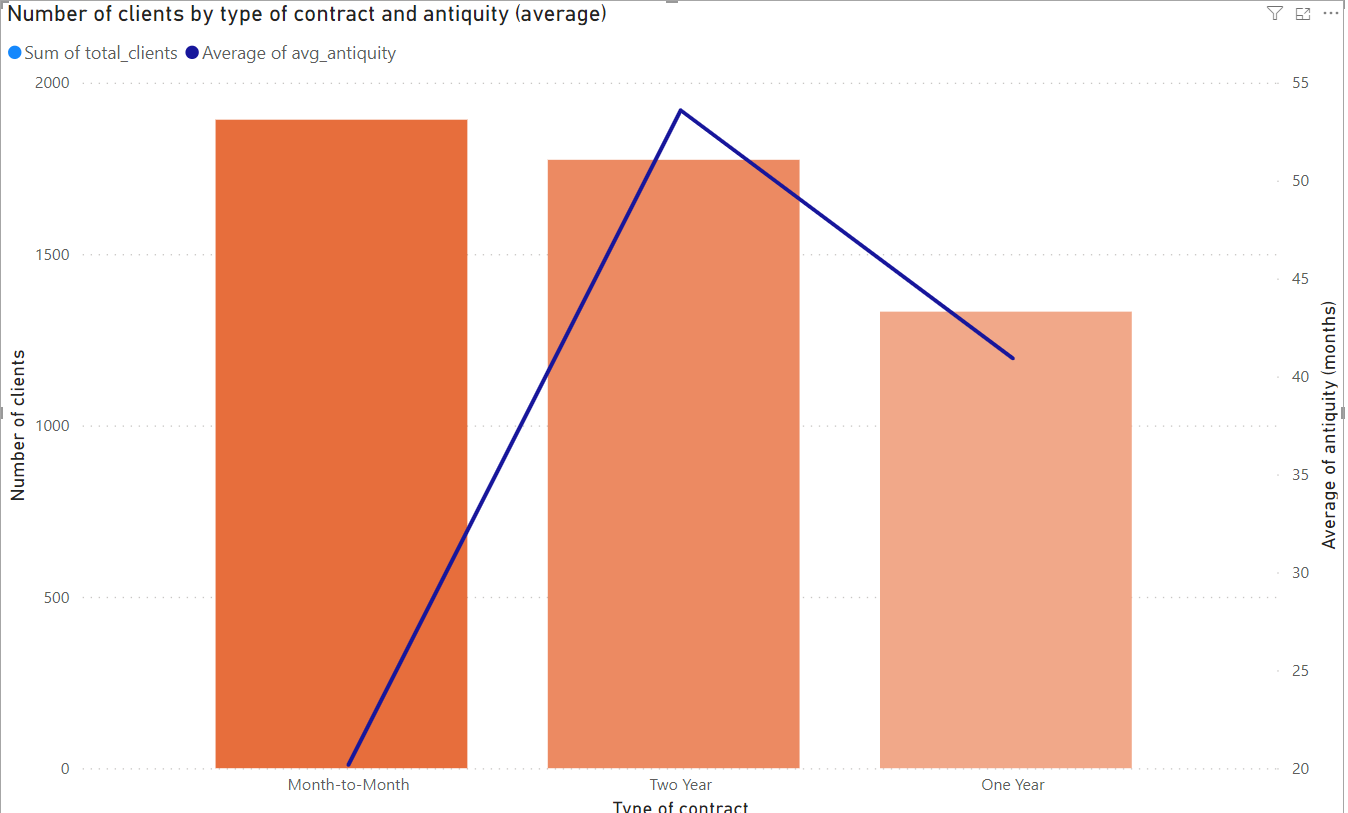 Number of clients by type of contract and antiquity (average)
Sum of total_clients Average of avg_antiquity
2000
1500
1000
500
0
Number of clients
55
50
45
40
35
30
25
20
Average of antiquity (months)
Month-to-Month Two Year One Year
Type of contract